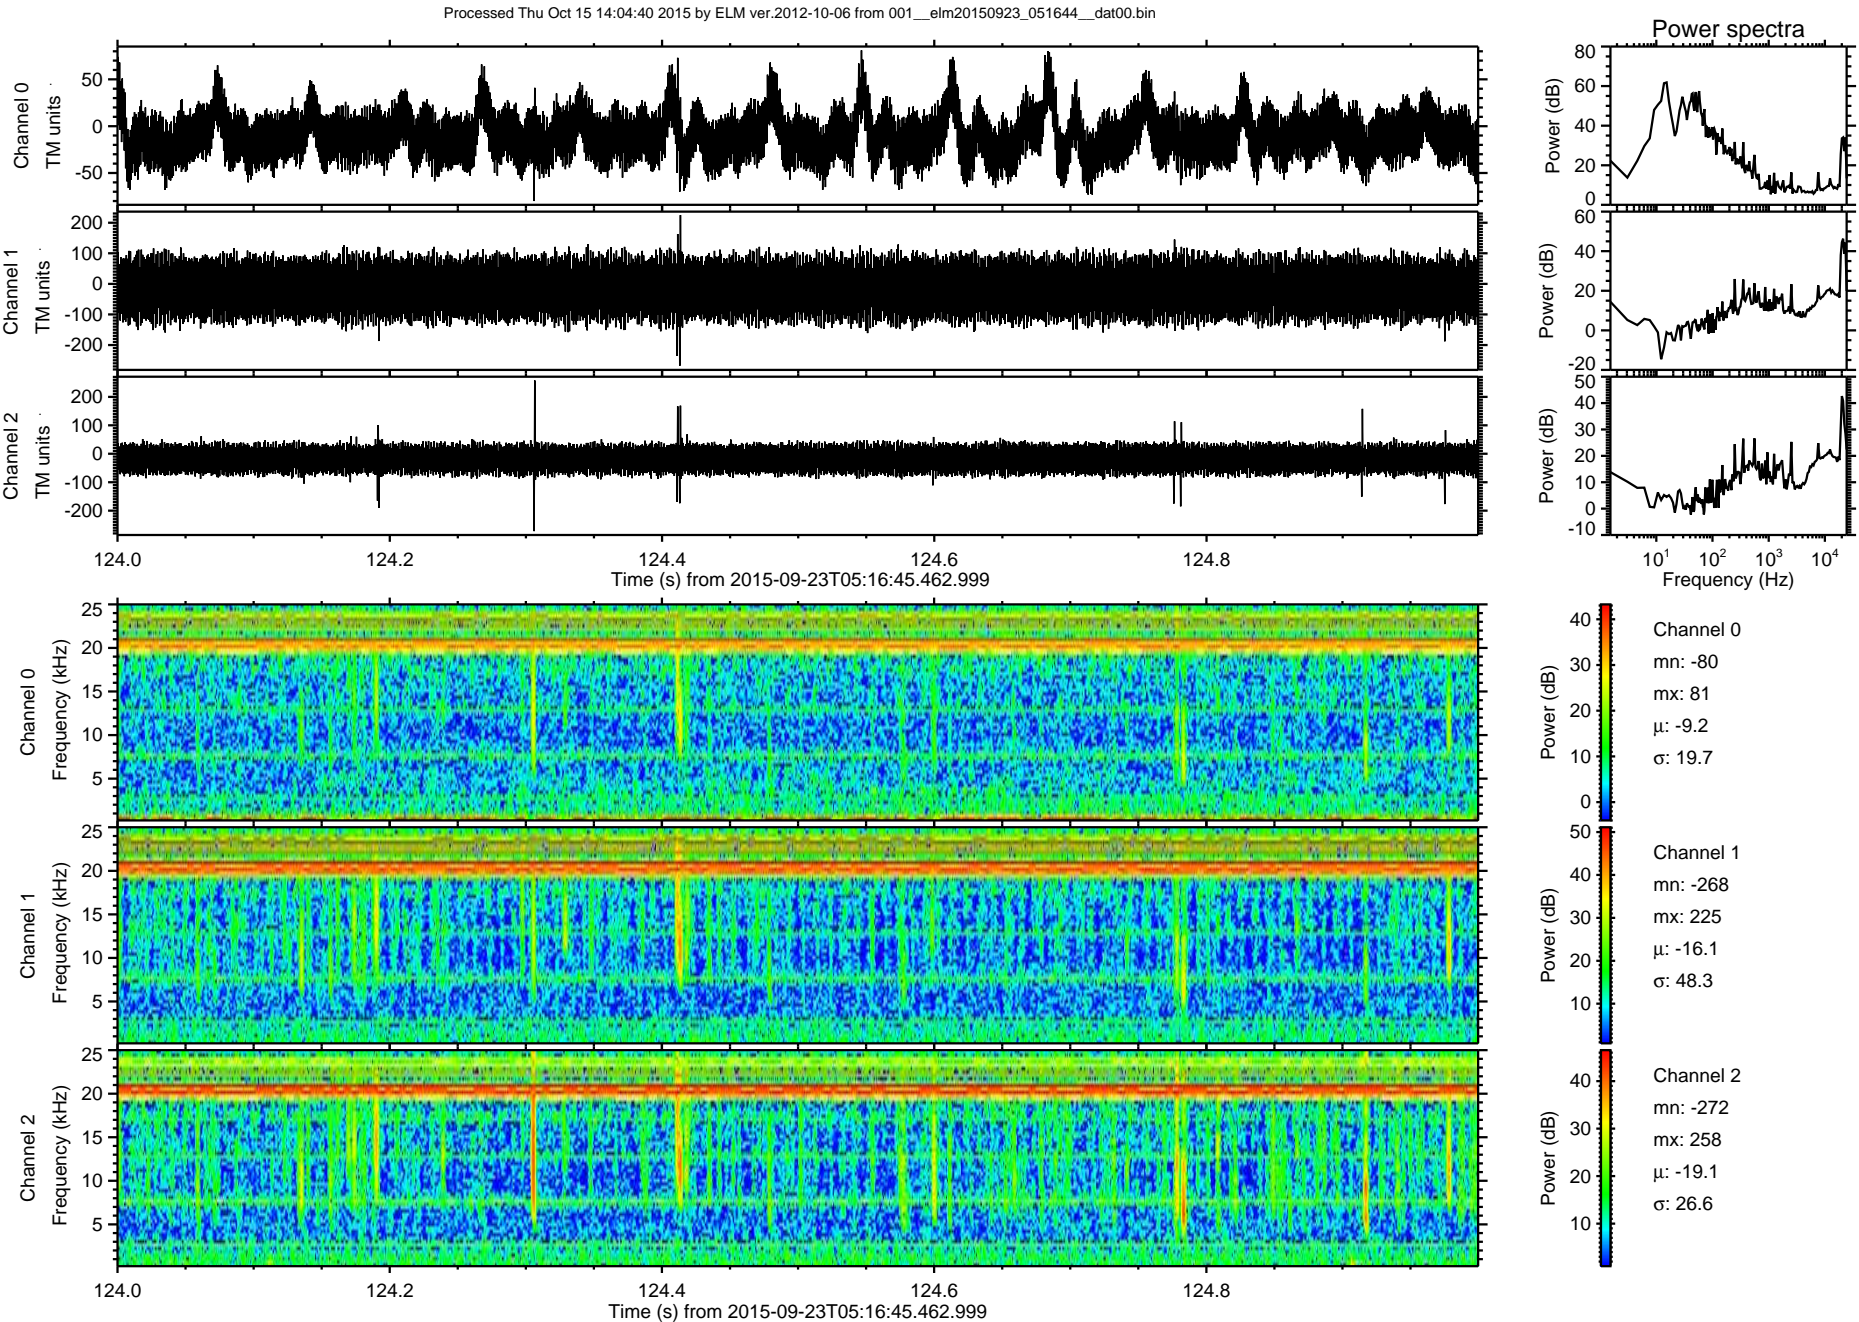 Processed Thu Oct 15 14:04:40 2015 by ELM ver.2012-10-06 from 001__elm20150923_051644__dat00.bin
Power spectra
Channel 0
TM units
50
0
-50
Power (dB)
80
60
40
20
0
Channel 1
TM units
200
100
0
-100
-200
Power (dB)
60
40
20
0
-20
Channel 2
TM units
200
100
0
-100
-200
Power (dB)
50
40
30
20
10
0
-10
124.0 124.2 124.4 124.6 124.8
Time (s) from 2015-09-23T05:16:45.462.999
10^1 10^2 10^3 10^4
Frequency (Hz)
Channel 0
Frequency (kHz)
25
20
15
10
5
Power (dB)
40
30
20
10
0
Channel 0
mn: -80
mx: 81
μ: -9.2
σ: 19.7
Channel 1
Frequency (kHz)
25
20
15
10
5
Power (dB)
50
40
30
20
10
Channel 1
mn: -268
mx: 225
μ: -16.1
σ: 48.3
Channel 2
Frequency (kHz)
25
20
15
10
5
Power (dB)
40
30
20
10
Channel 2
mn: -272
mx: 258
μ: -19.1
σ: 26.6
124.0 124.2 124.4 124.6 124.8
Time (s) from 2015-09-23T05:16:45.462.999